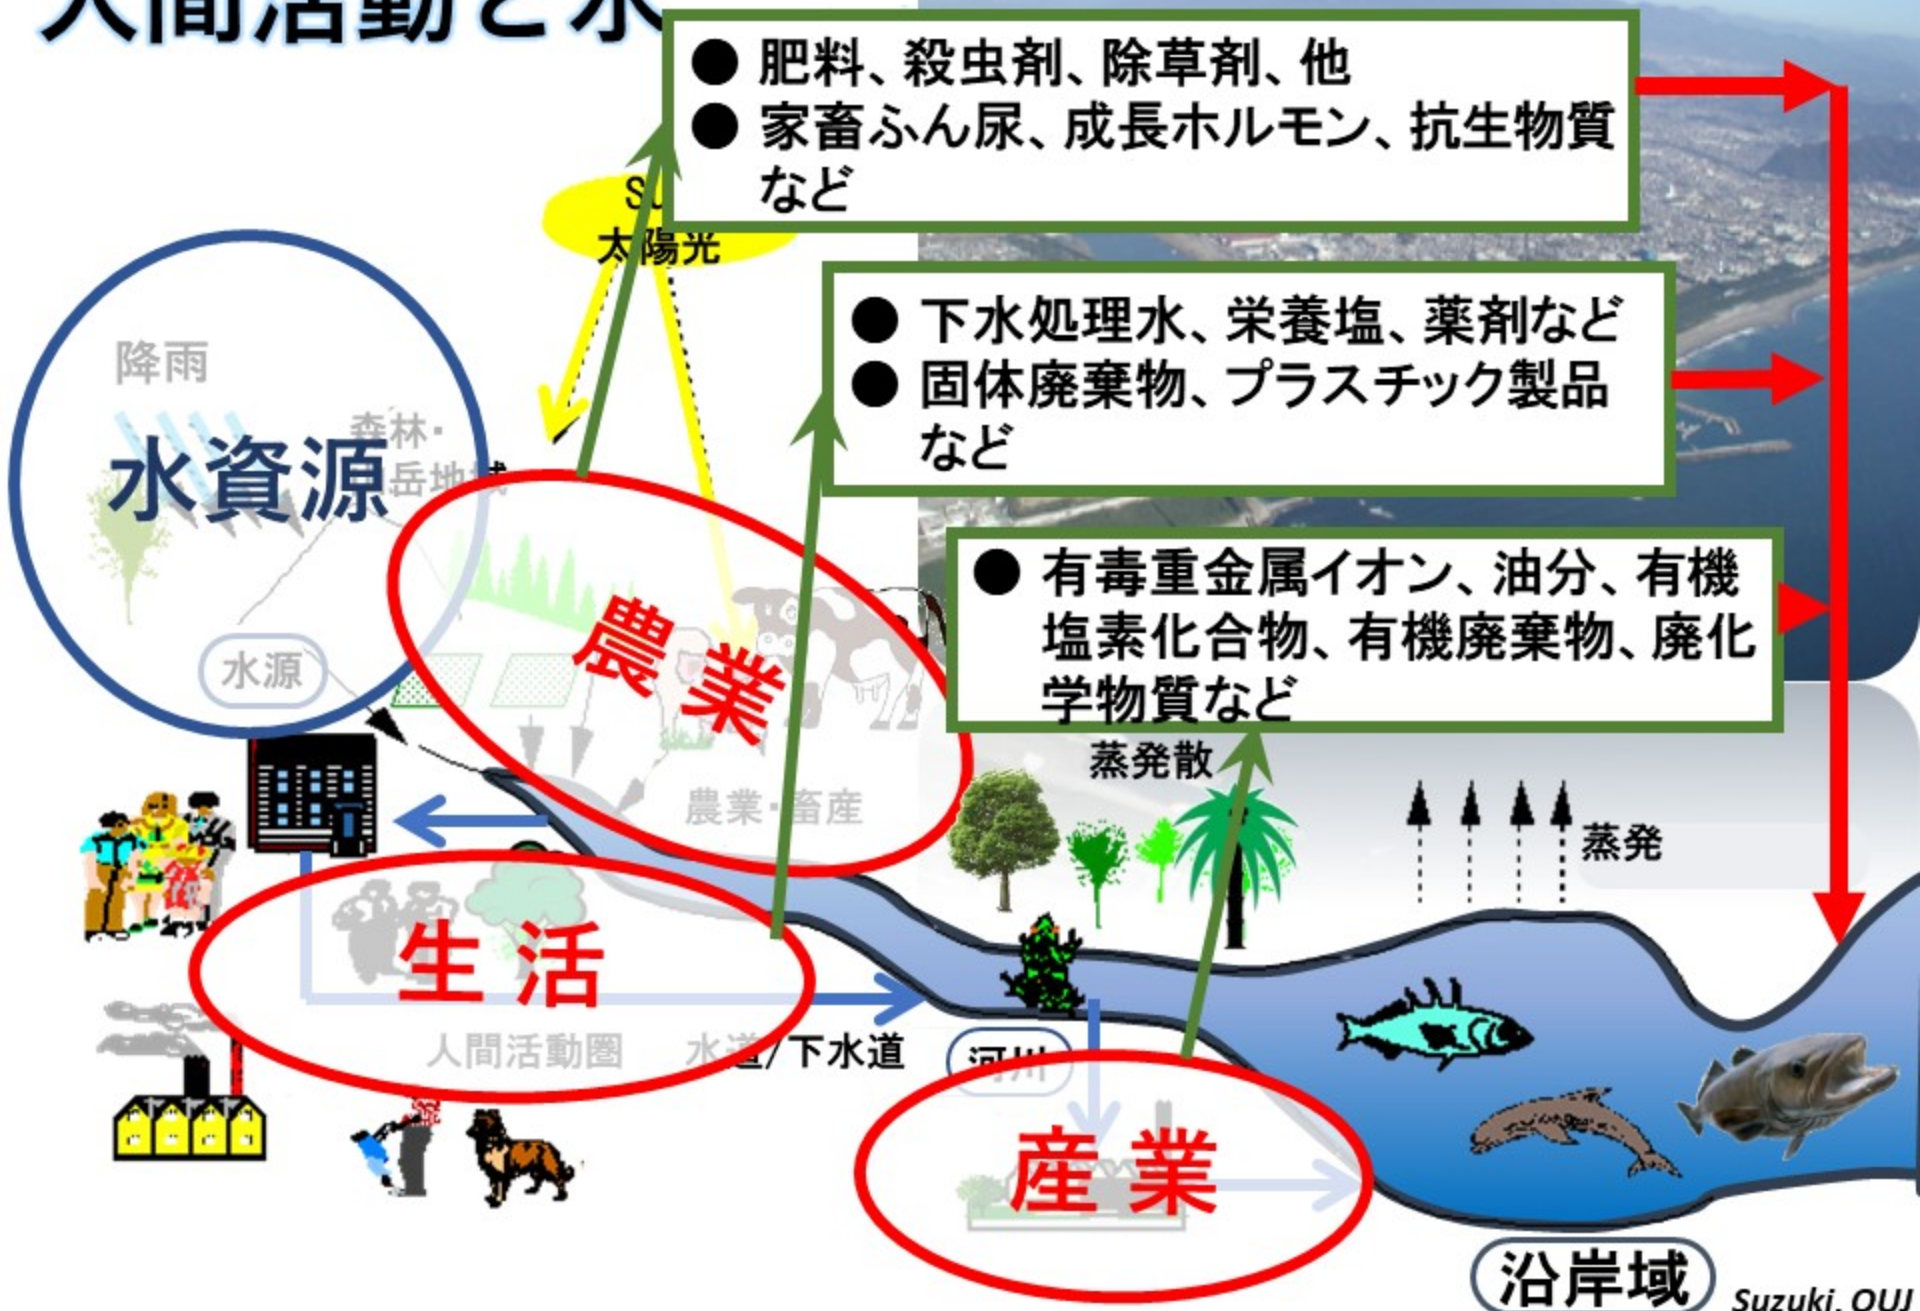 人間活動と水
● 肥料、殺虫剤、除草剤、他
● 家畜ふん尿、成長ホルモン、抗生物質
など
太陽光
● 下水処理水、栄養塩、薬剤など
● 固体廃棄物、プラスチック製品
など
● 有毒重金属イオン、油分、有機
塩素化合物、有機廃棄物、廃化
学物質など
降雨
森林・
岳地域
水資源
水源
農業
農業・畜産
蒸発散
蒸発
生活
人間活動圏
水道/下水道
河川
産業
沿岸域
Suzuki, OUJ